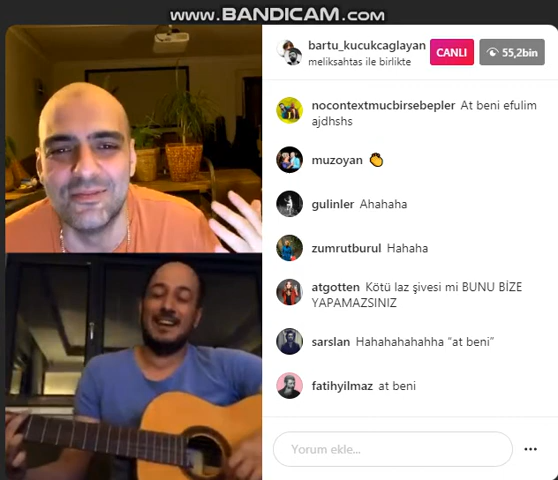 www.BANDICAM.com
bartu_kucukcaglayan
meliksahtas ile birlikte
CANLI
55,2bin
nocontextmucbirsebepler At beni efulim
ajdhshs
muzoyan 👏
gulinler Ahahaha
zumrutburul Hahaha
atgotten Kötü laz şivesi mi BUNU BİZE
YAPAMAZSINIZ
sarslan Hahahahahahha “at beni”
fatihyilmaz at beni
Yorum ekle...